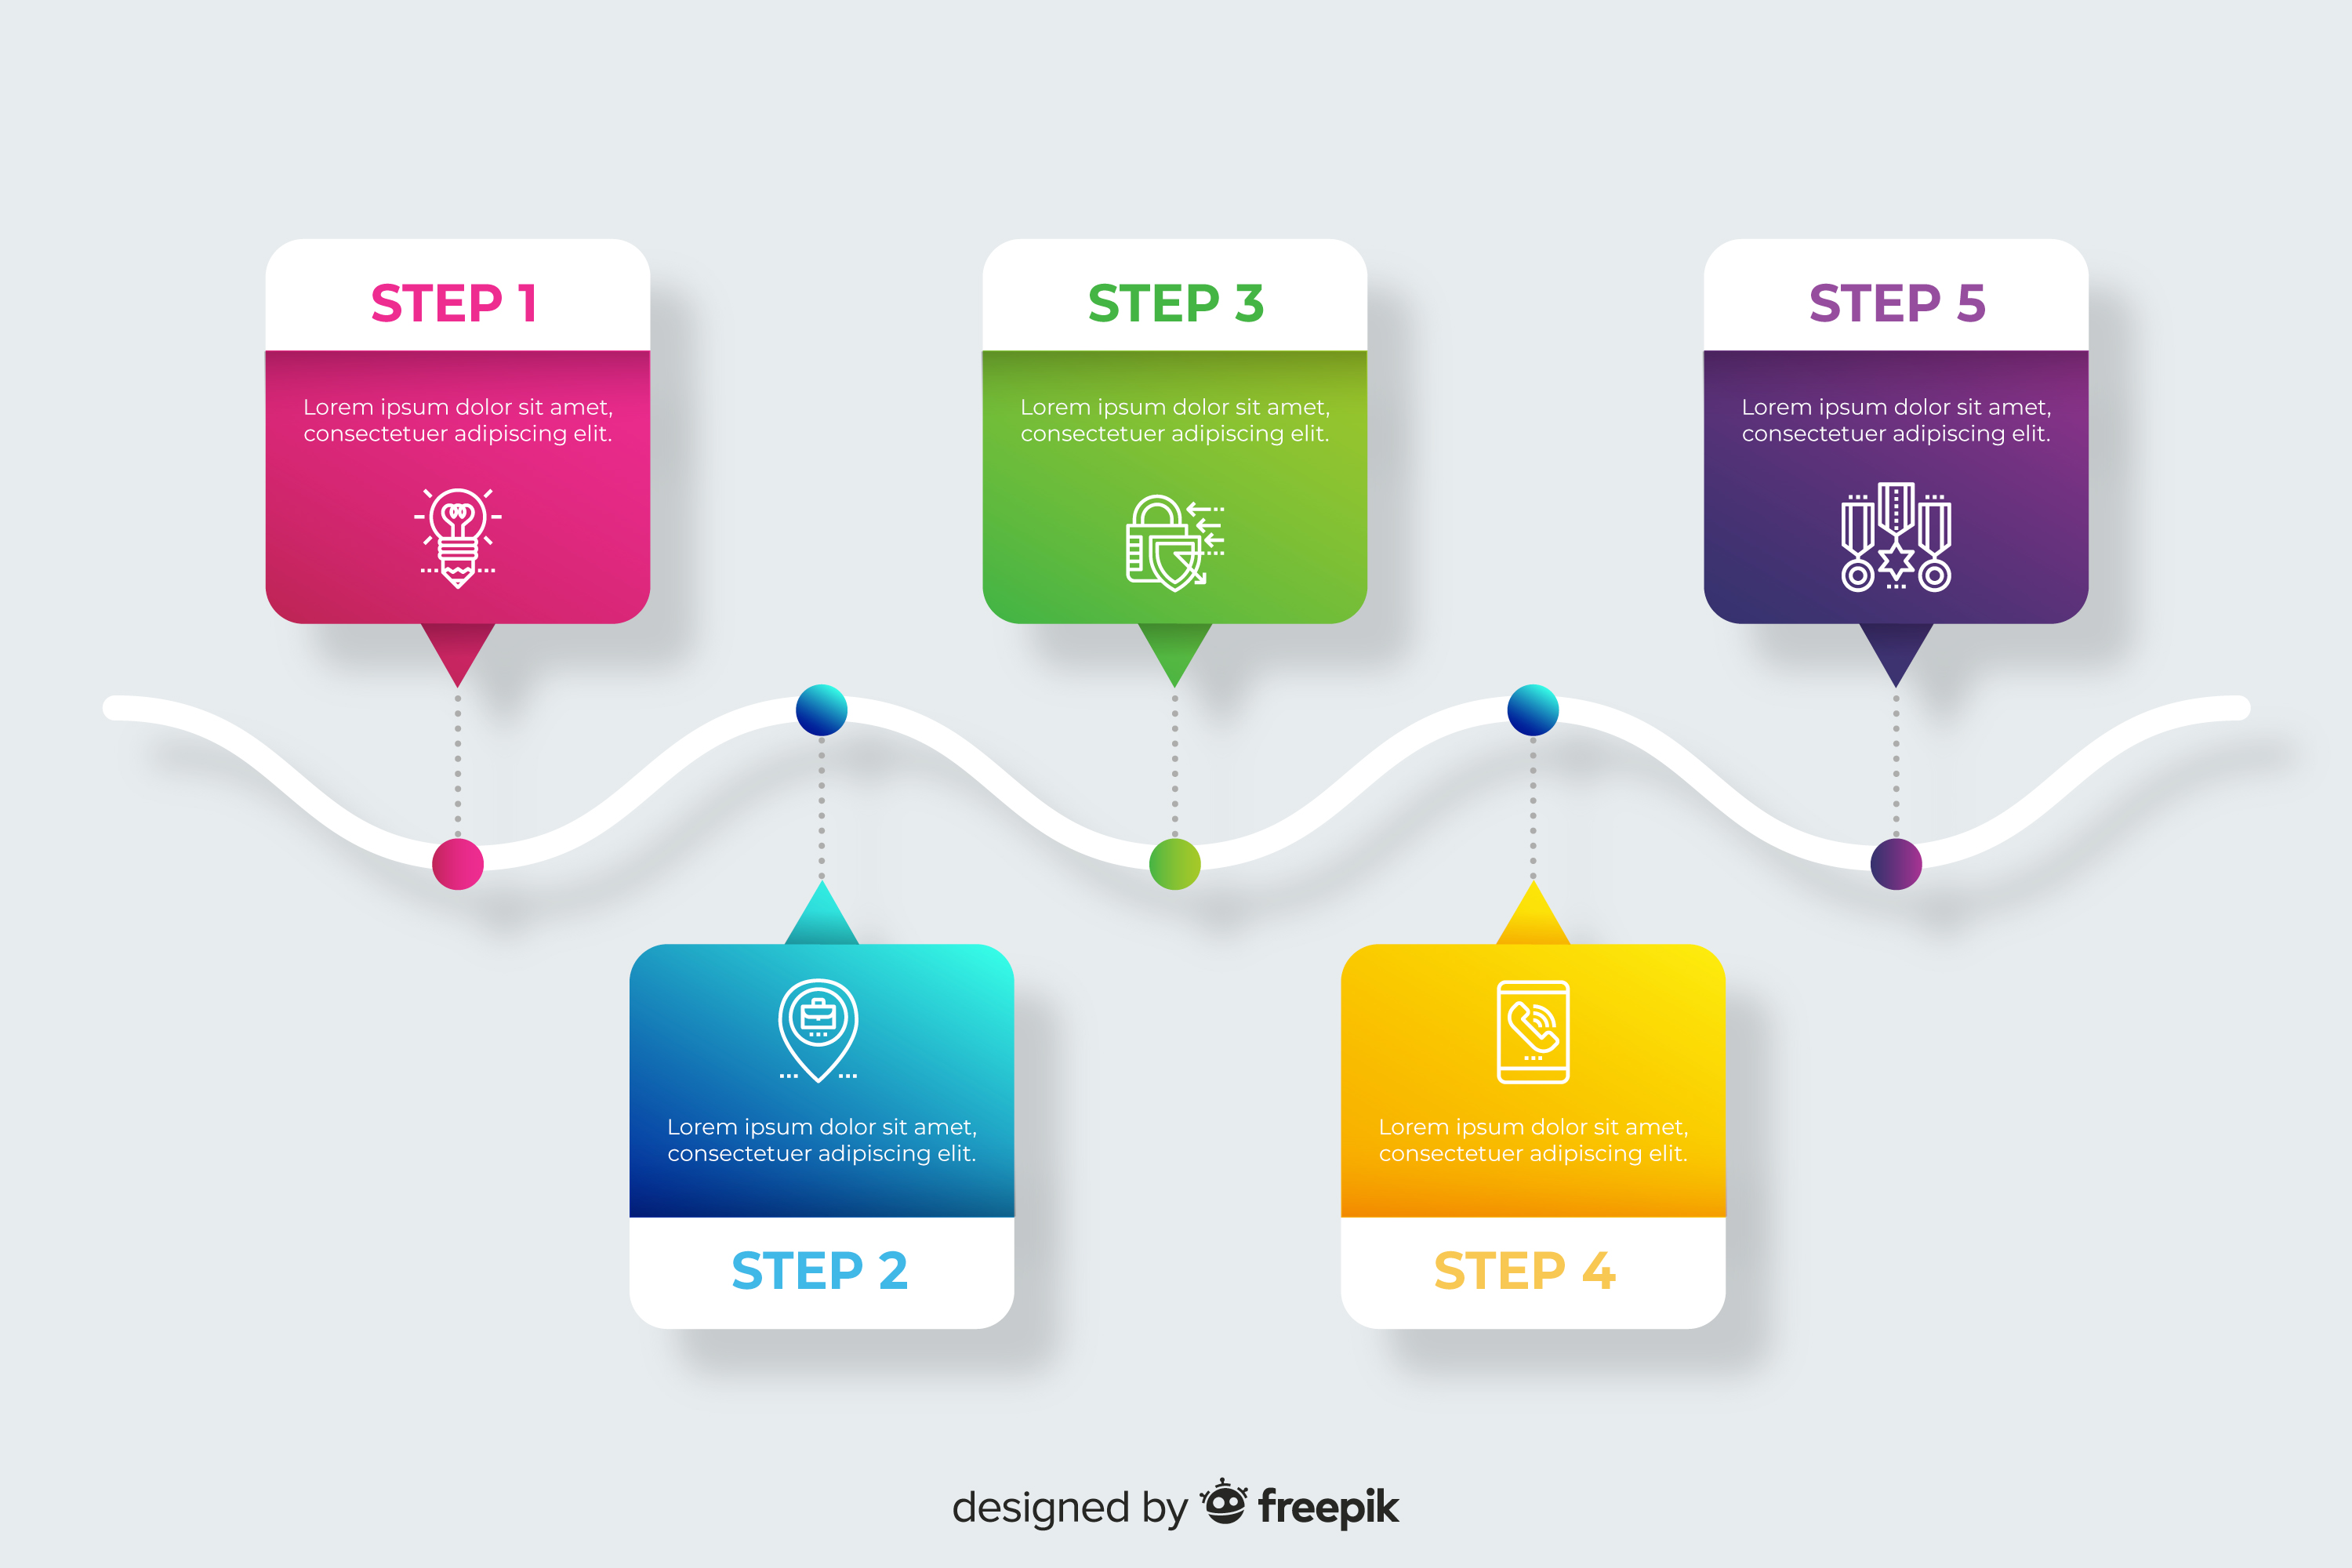 STEP 1
Lorem ipsum dolor sit amet,
consectetuer adipiscing elit.
Lorem ipsum dolor sit amet,
consectetuer adipiscing elit.
STEP 2
STEP 3
Lorem ipsum dolor sit amet,
consectetuer adipiscing elit.
Lorem ipsum dolor sit amet,
consectetuer adipiscing elit.
STEP 4
STEP 5
Lorem ipsum dolor sit amet,
consectetuer adipiscing elit.
designed by freepik